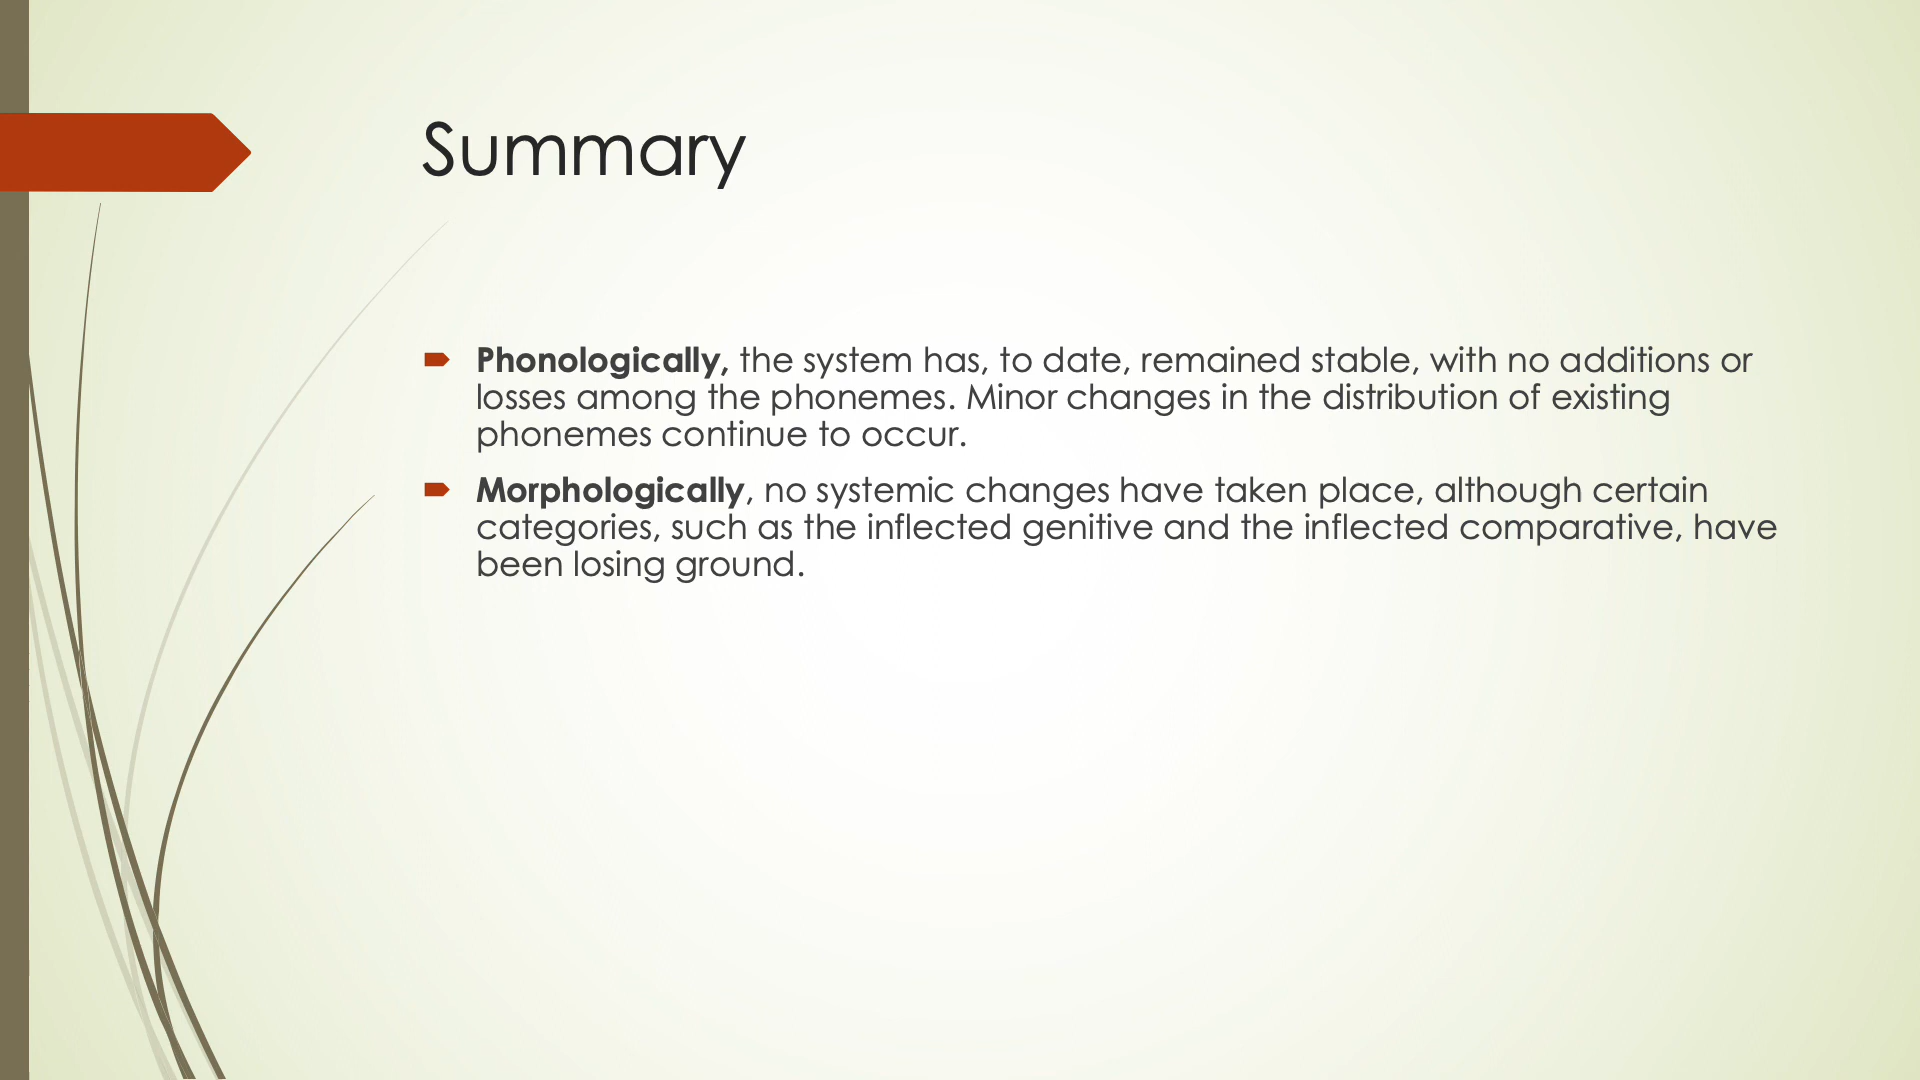 Summary
Phonologically, the system has, to date, remained stable, with no additions or
losses among the phonemes. Minor changes in the distribution of existing
phonemes continue to occur.
Morphologically, no systemic changes have taken place, although certain
categories, such as the inflected genitive and the inflected comparative, have
been losing ground.